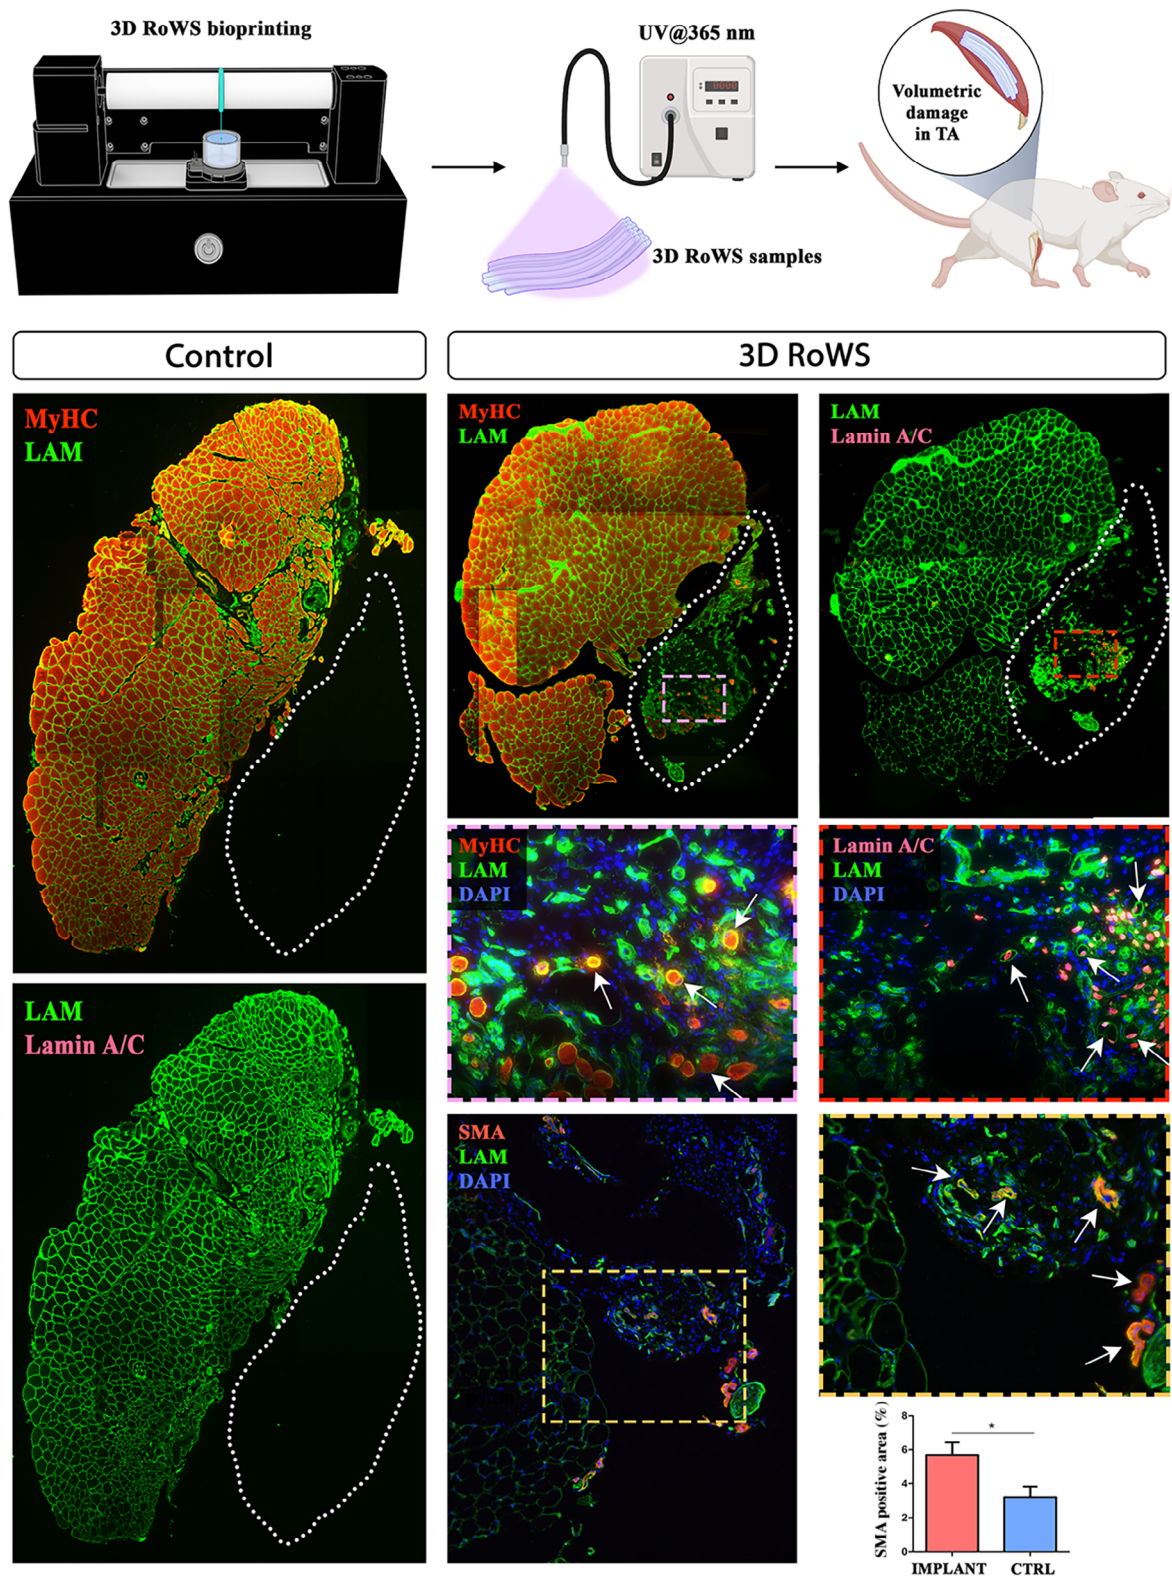 3D RoWS bioprinting
UV@365 nm
Volumetric
damage
in TA
3D RoWS samples
Control
3D RoWS
MyHC
LAM
MyHC
LAM
LAM
Lamin A/C
MyHC
LAM
DAPI
Lamin A/C
LAM
DAPI
LAM
Lamin A/C
SMA
LAM
DAPI
SMA positive area (%)
8
6
4
2
0
*
IMPLANT
CTRL